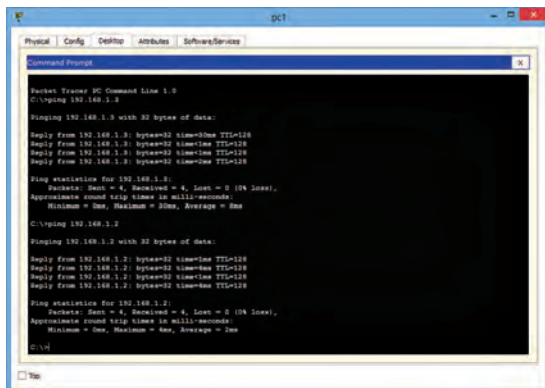 pc1
Physical Config Desktop Attributes Software/Services
Command Prompt X
Packet Tracer PC Command Line 1.0
C:\>ping 192.168.1.3
Pinging 192.168.1.3 with 32 bytes of data:
Reply from 192.168.1.3: bytes=32 time=30ms TTL=128
Reply from 192.168.1.3: bytes=32 time<1ms TTL=128
Reply from 192.168.1.3: bytes=32 time<1ms TTL=128
Reply from 192.168.1.3: bytes=32 time=2ms TTL=128
Ping statistics for 192.168.1.3:
Packets: Sent = 4, Received = 4, Lost = 0 (0% loss),
Approximate round trip times in milli-seconds:
Minimum = 0ms, Maximum = 30ms, Average = 8ms
C:\>ping 192.168.1.2
Pinging 192.168.1.2 with 32 bytes of data:
Reply from 192.168.1.2: bytes=32 time=1ms TTL=128
Reply from 192.168.1.2: bytes=32 time=4ms TTL=128
Reply from 192.168.1.2: bytes=32 time<1ms TTL=128
Reply from 192.168.1.2: bytes=32 time=4ms TTL=128
Ping statistics for 192.168.1.2:
Packets: Sent = 4, Received = 4, Lost = 0 (0% loss),
Approximate round trip times in milli-seconds:
Minimum = 0ms, Maximum = 4ms, Average = 2ms
C:\>
Top